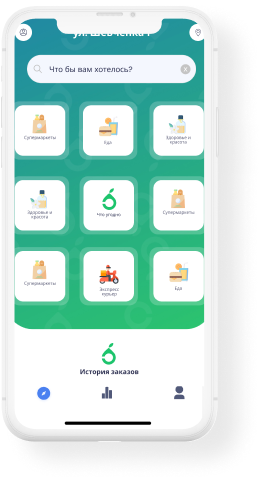 ул. Шевченка 1
Что бы вам хотелось?
Супермаркеты
Еда
Здоровье и
красота
Здоровье и
красота
Что угодно
Супермаркеты
Супермаркеты
Экспресс
курьер
Еда
История заказов